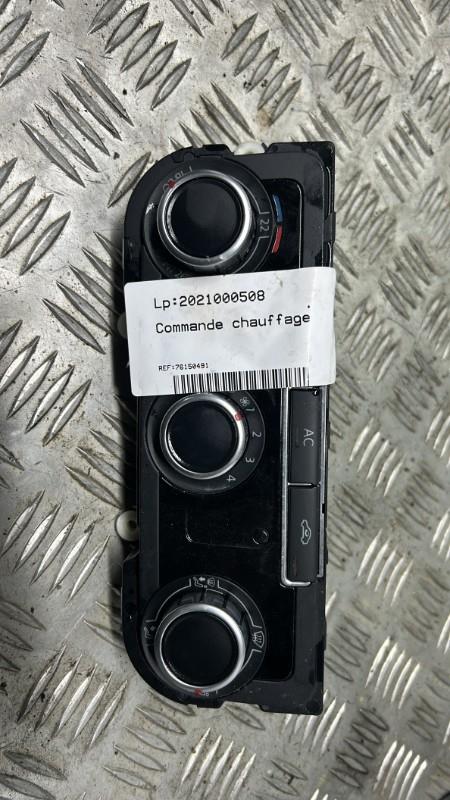 22
Lp:2021000508
Commande chauffage
REF:76150491
1
2
3
4
AC